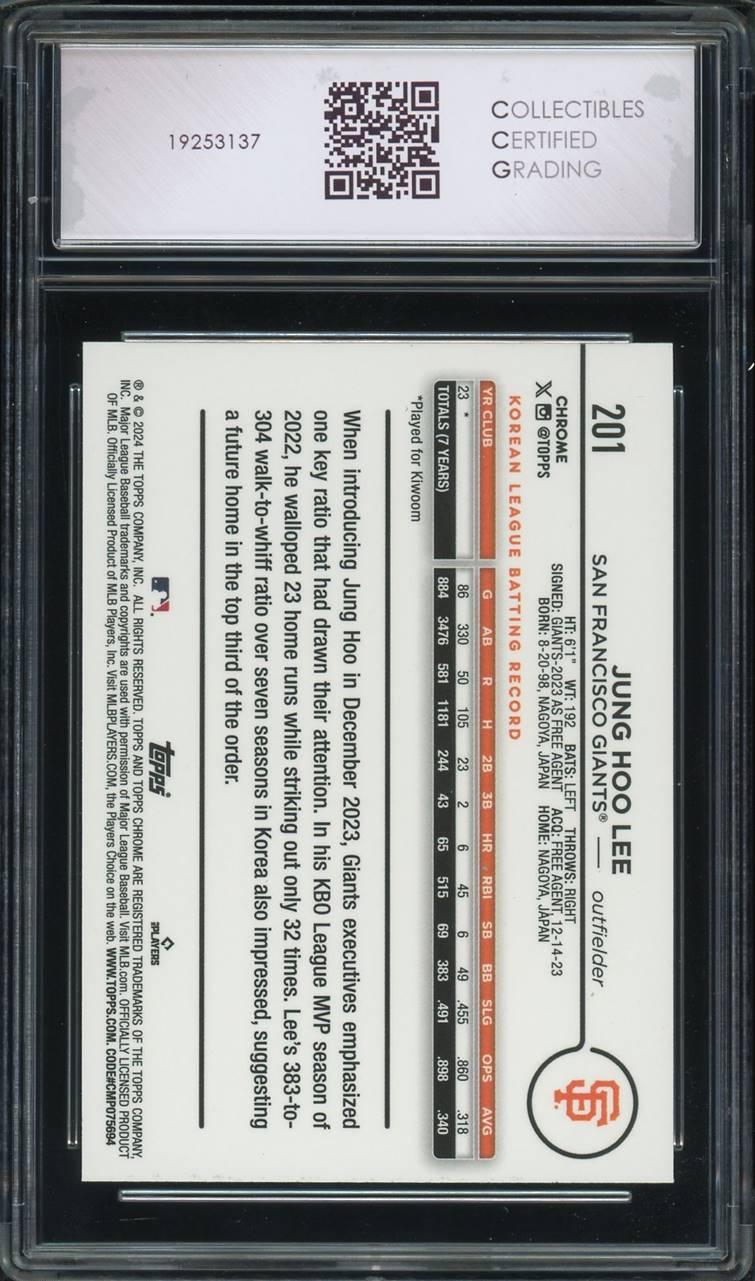 19253137
COLLECTIBLES
CERTIFIED
GRADING
201
JUNG HOO LEE
SAN FRANCISCO GIANTS® — outfielder
HT: 6'1" WT: 192 BATS: LEFT THROWS: RIGHT
SIGNED: GIANTS-2023 AS FREE AGENT ACQ: FREE AGENT, 12-14-23
BORN: 8-20-98, NAGOYA, JAPAN HOME: NAGOYA, JAPAN
CHROME
X @TOPPS
SF
KOREAN LEAGUE BATTING RECORD
YR CLUB G AB R H 2B 3B HR RBI SB BB SLG OPS AVG
23 * 86 330 50 105 23 2 6 45 6 49 .455 .860 .318
TOTALS (7 YEARS) 884 3476 581 1181 244 43 65 515 69 383 .491 .898 .340
*Played for Kiwoom
When introducing Jung Hoo in December 2023, Giants executives emphasized
one key ratio that had drawn their attention. In his KBO League MVP season of
2022, he walloped 23 home runs while striking out only 32 times. Lee's 383-to-
304 walk-to-whiff ratio over seven seasons in Korea also impressed, suggesting
a future home in the top third of the order.
topps
PLAYERS
® & © 2024 THE TOPPS COMPANY, INC. ALL RIGHTS RESERVED. TOPPS AND TOPPS CHROME ARE REGISTERED TRADEMARKS OF THE TOPPS COMPANY,
INC. Major League Baseball trademarks and copyrights are used with permission of Major League Baseball. Visit MLB.com. OFFICIALLY LICENSED PRODUCT
OF MLB. Officially Licensed Product of MLB Players, Inc. Visit MLBPLAYERS.COM, the Players Choice on the web. WWW.TOPPS.COM. CODE#CMP075694